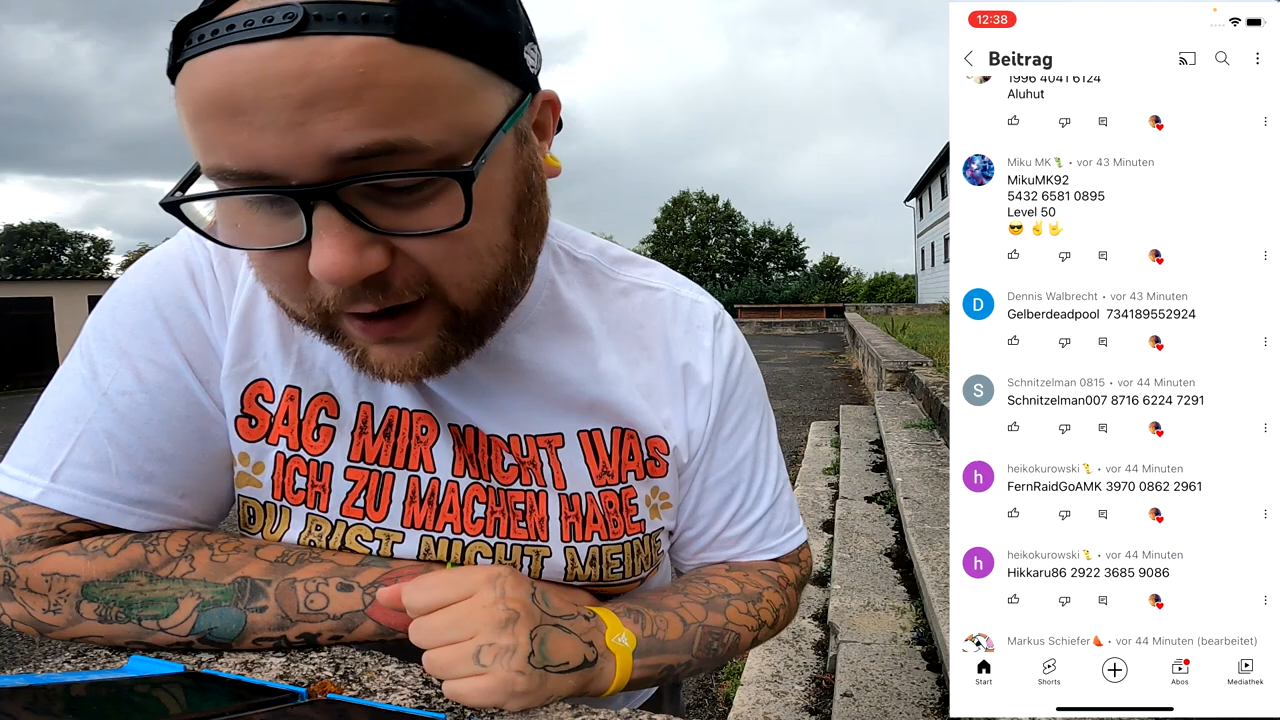 SAG MIR NICHT WAS
ICH ZU MACHEN HABE
DU BIST NICHT MEINE
12:38
Beitrag
1996 4041 6124
Aluhut
Miku MK • vor 43 Minuten
MikuMK92
5432 6581 0895
Level 50
Dennis Walbrecht • vor 43 Minuten
Gelberdeadpool 734189552924
Schnitzelman 0815 • vor 44 Minuten
Schnitzelman007 8716 6224 7291
heikokurowski • vor 44 Minuten
FernRaidGoAMK 3970 0862 2961
heikokurowski • vor 44 Minuten
Hikkaru86 2922 3685 9086
Markus Schiefer • vor 44 Minuten (bearbeitet)
Start
Shorts
Abos
Mediathek
D
S
h
h